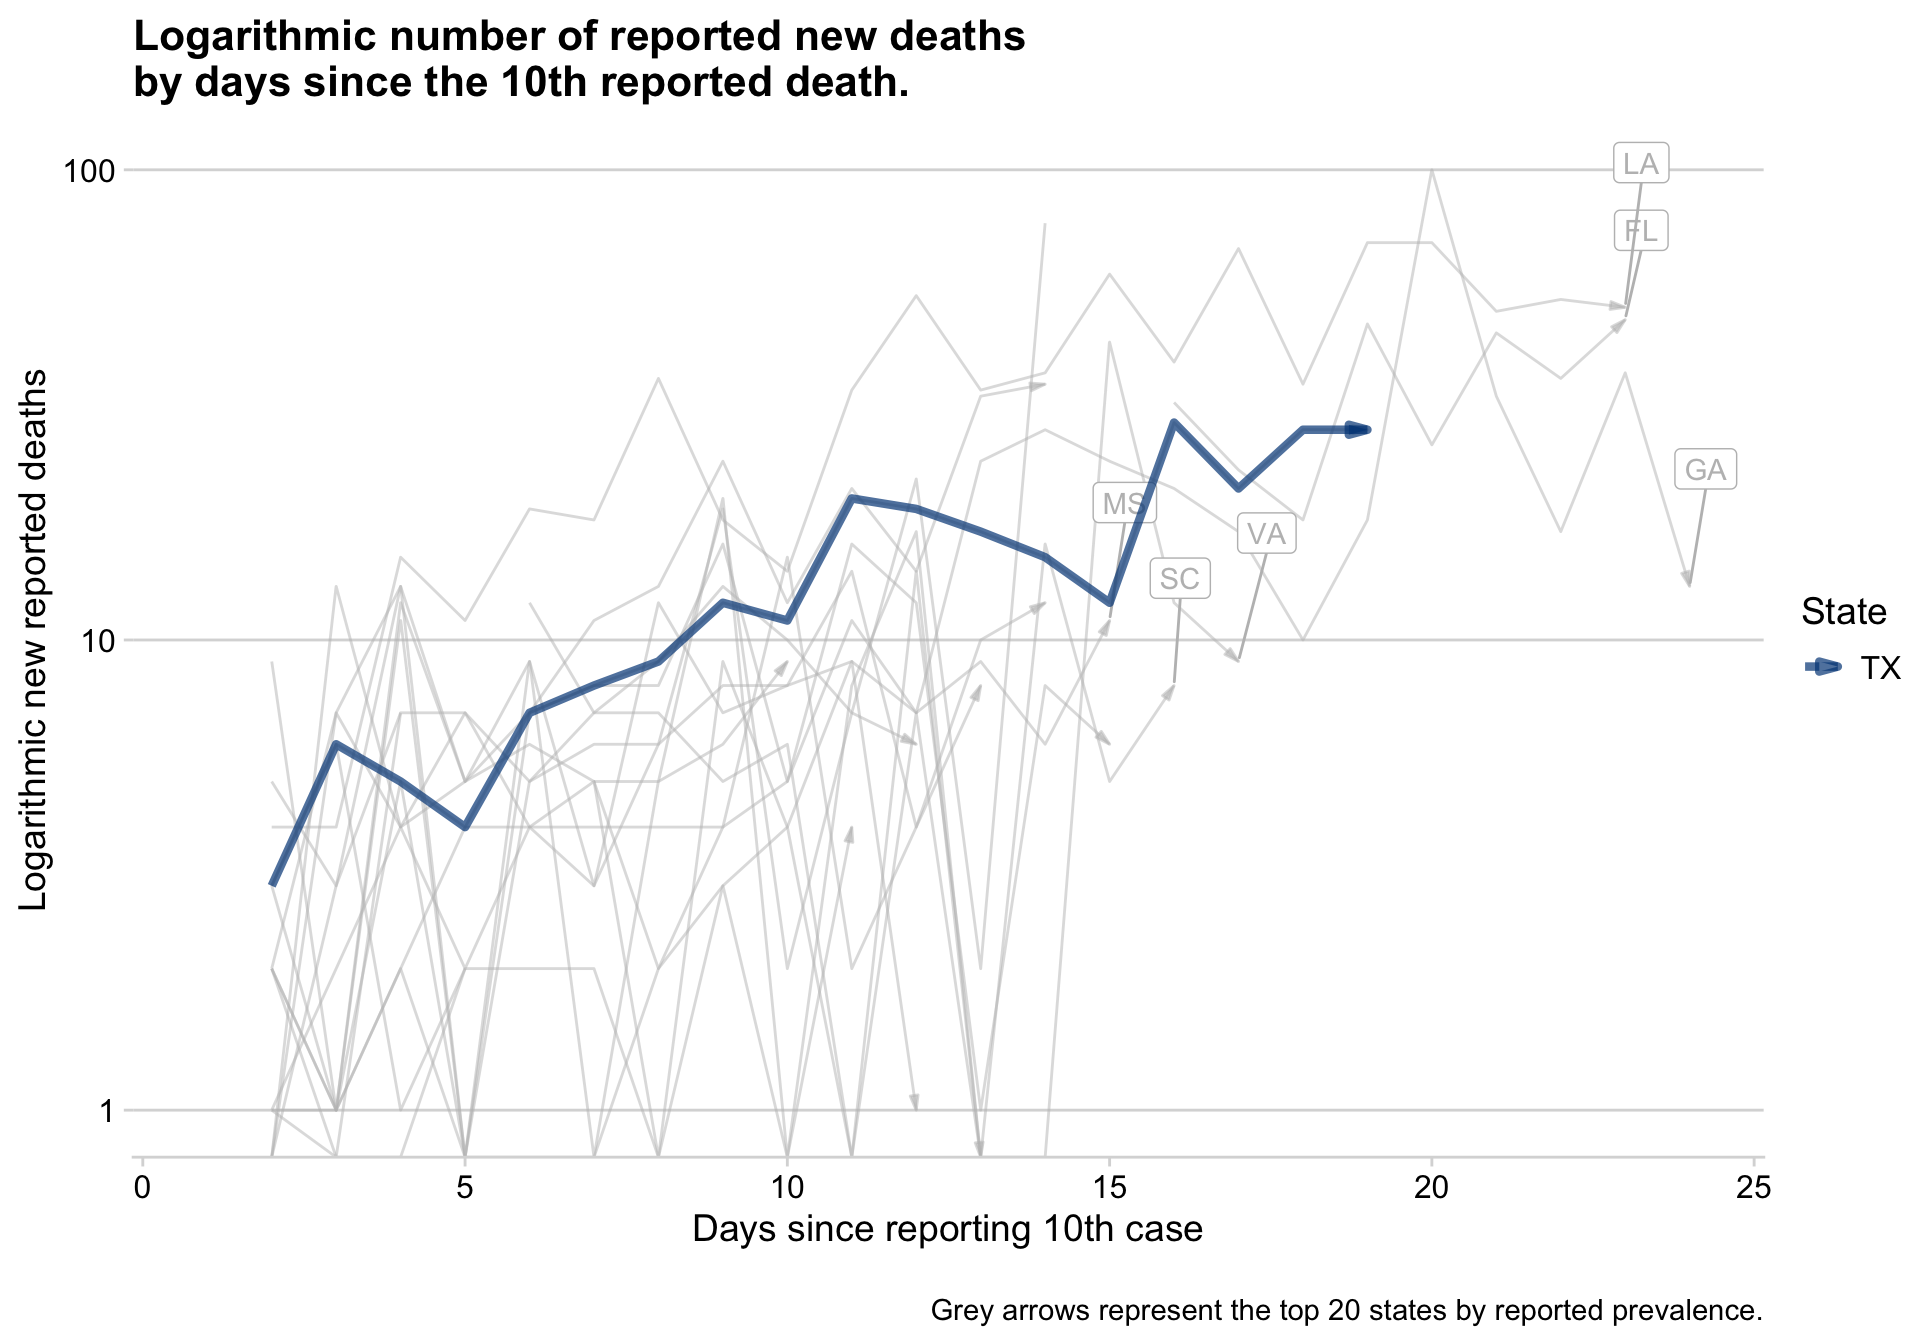 Logarithmic number of reported new deaths
by days since the 10th reported death.
100
10
1
Logarithmic new reported deaths
LA
FL
GA
MS
VA
SC
State
TX
0 5 10 15 20 25
Days since reporting 10th case
Grey arrows represent the top 20 states by reported prevalence.